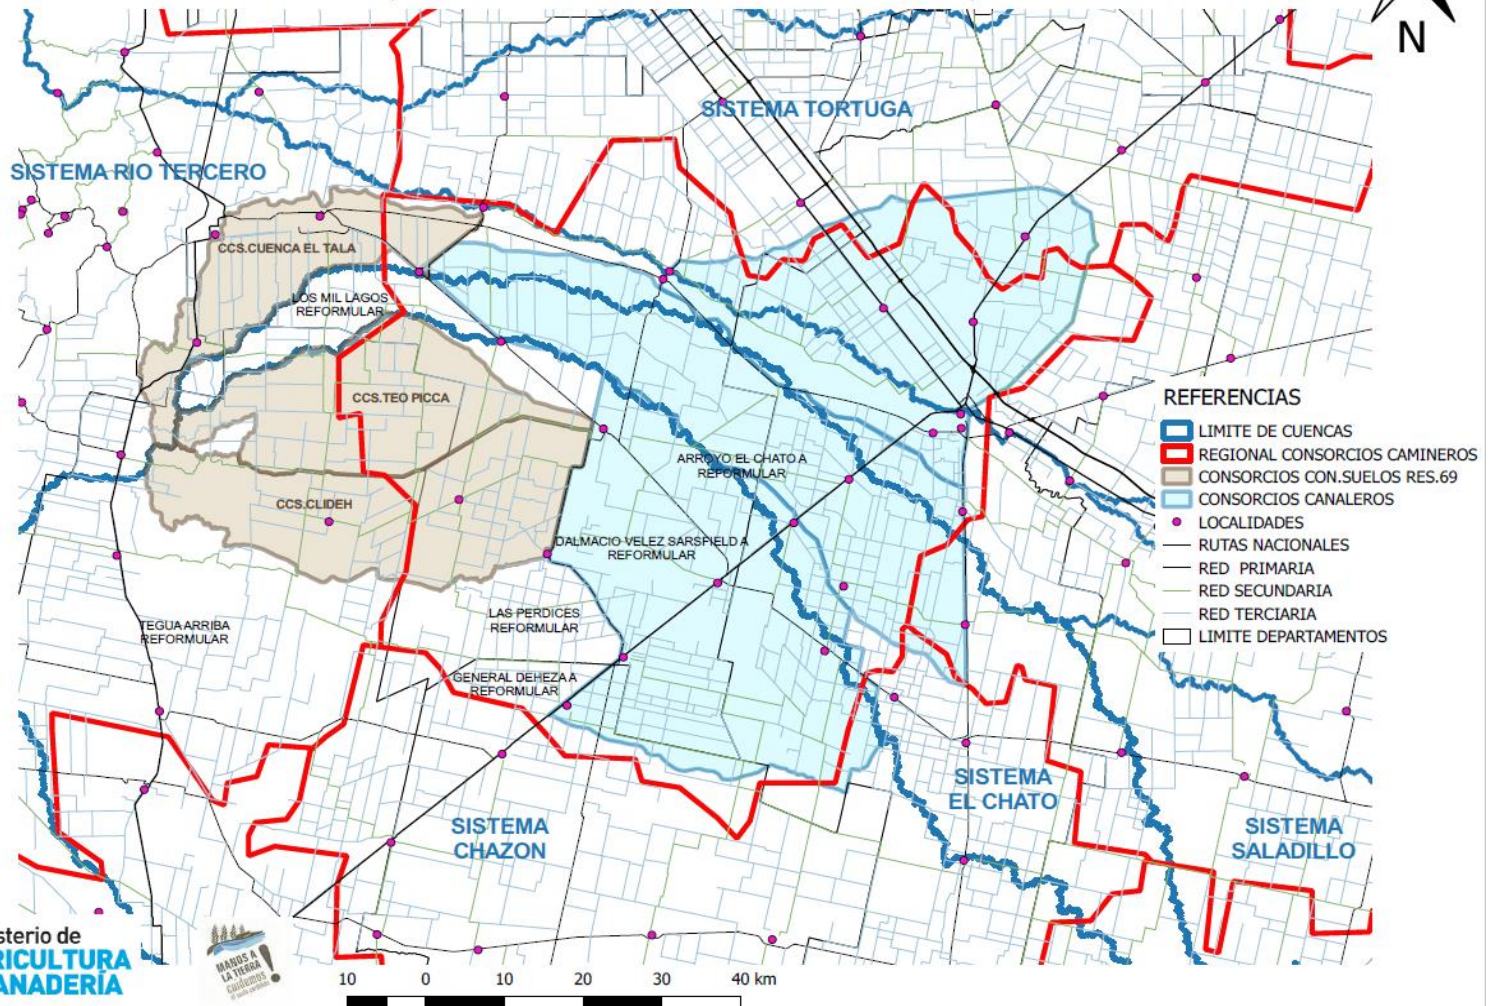 N
SISTEMA TORTUGA
SISTEMA RIO TERCERO
CCS.CUENCA EL TALA
LOS MIL LAGOS
REFORMULAR
CCS.TEO PICCA
ARROYO EL CHATO A
REFORMULAR
CCS.CLIDEH
DALMACIO VELEZ SARSFIELD A
REFORMULAR
LAS PERDICES
REFORMULAR
TEGUA ARRIBA
REFORMULAR
GENERAL DEHEZA A
REFORMULAR
SISTEMA
CHAZON
SISTEMA
EL CHATO
SISTEMA
SALADILLO
REFERENCIAS
LIMITE DE CUENCAS
REGIONAL CONSORCIOS CAMINEROS
CONSORCIOS CON.SUELOS RES.69
CONSORCIOS CANALEROS
LOCALIDADES
RUTAS NACIONALES
RED PRIMARIA
RED SECUNDARIA
RED TERCIARIA
LIMITE DEPARTAMENTOS
sterio de
RICULTURA
ANADERÍA
MANOS A
LA TIERRA
cuidemos
10 0 10 20 30 40 km